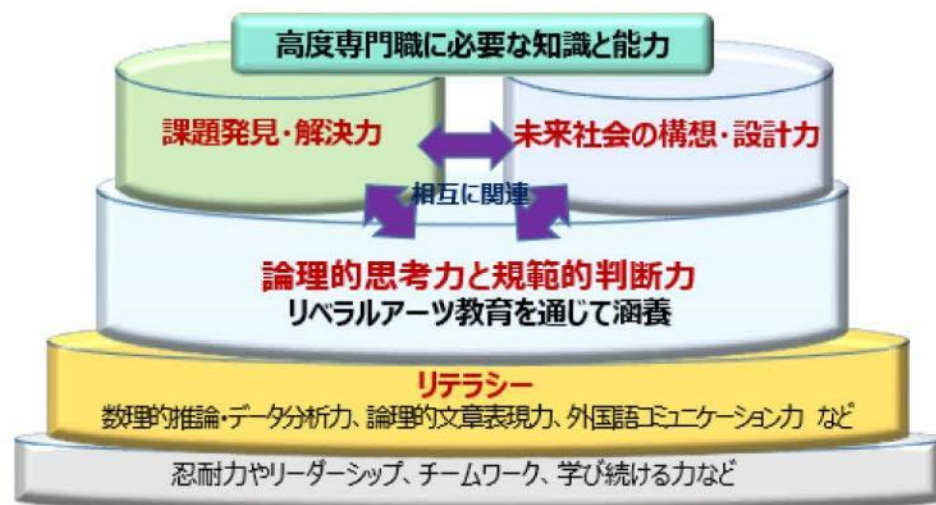 高度専門職に必要な知識と能力
課題発見・解決力
未来社会の構想・設計力
相互に関連
論理的思考力と規範的判断力
リベラルアーツ教育を通じて涵養
リテラシー
数理的推論・データ分析力、論理的文章表現力、外国語コミュニケーション力 など
忍耐力やリーダーシップ、チームワーク、学び続ける力など